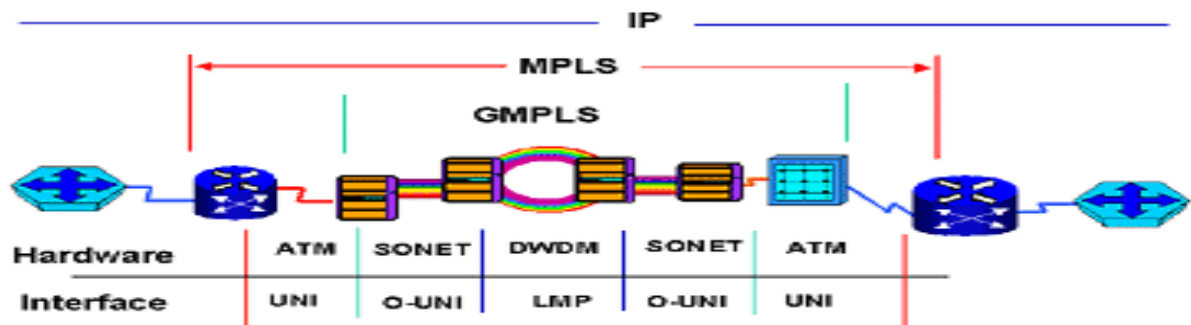 IP
MPLS
GMPLS
Hardware ATM SONET DWDM SONET ATM
Interface UNI O-UNI LMP O-UNI UNI